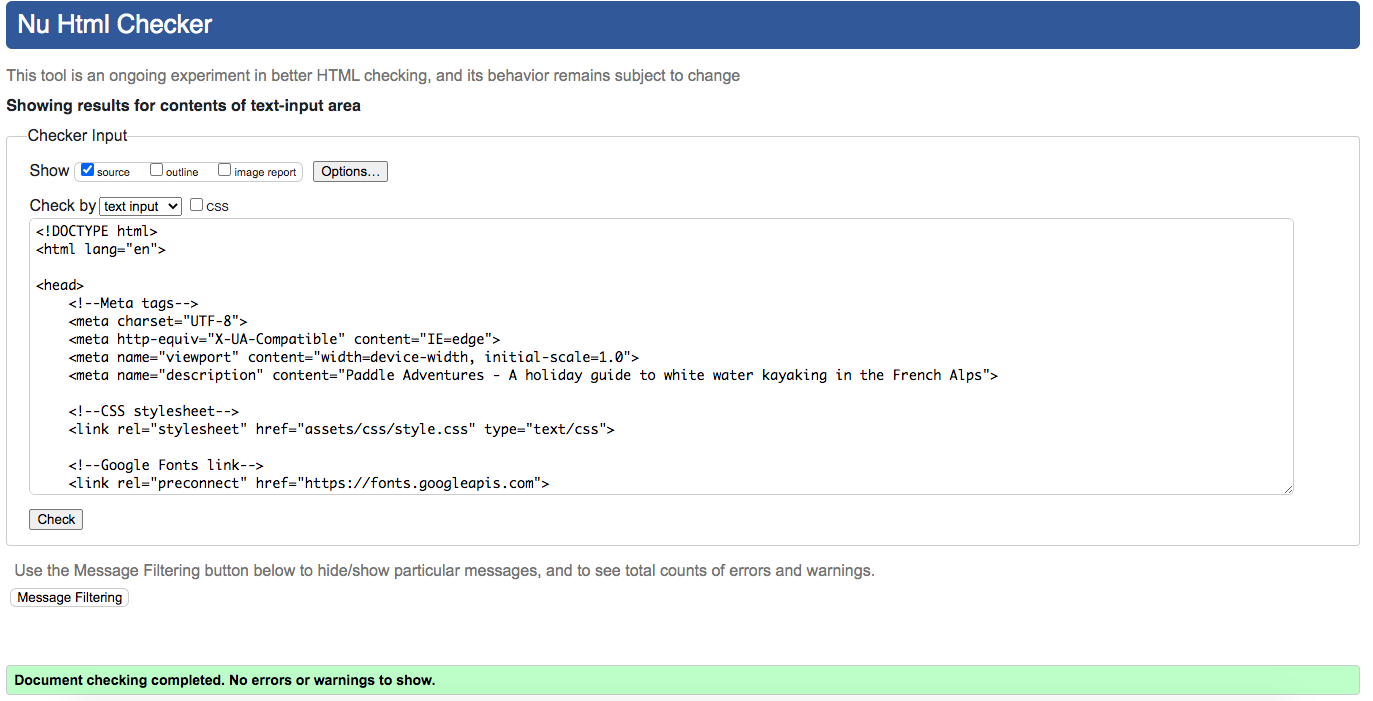 Nu Html Checker
This tool is an ongoing experiment in better HTML checking, and its behavior remains subject to change
Showing results for contents of text-input area
Checker Input
Show source outline image report Options...
Check by text input css
<!DOCTYPE html>
<html lang="en">
<head>
<!--Meta tags-->
<meta charset="UTF-8">
<meta http-equiv="X-UA-Compatible" content="IE=edge">
<meta name="viewport" content="width=device-width, initial-scale=1.0">
<meta name="description" content="Paddle Adventures - A holiday guide to white water kayaking in the French Alps">
<!--CSS stylesheet-->
<link rel="stylesheet" href="assets/css/style.css" type="text/css">
<!--Google Fonts link-->
<link rel="preconnect" href="https://fonts.googleapis.com">
Check
Use the Message Filtering button below to hide/show particular messages, and to see total counts of errors and warnings.
Message Filtering
Document checking completed. No errors or warnings to show.